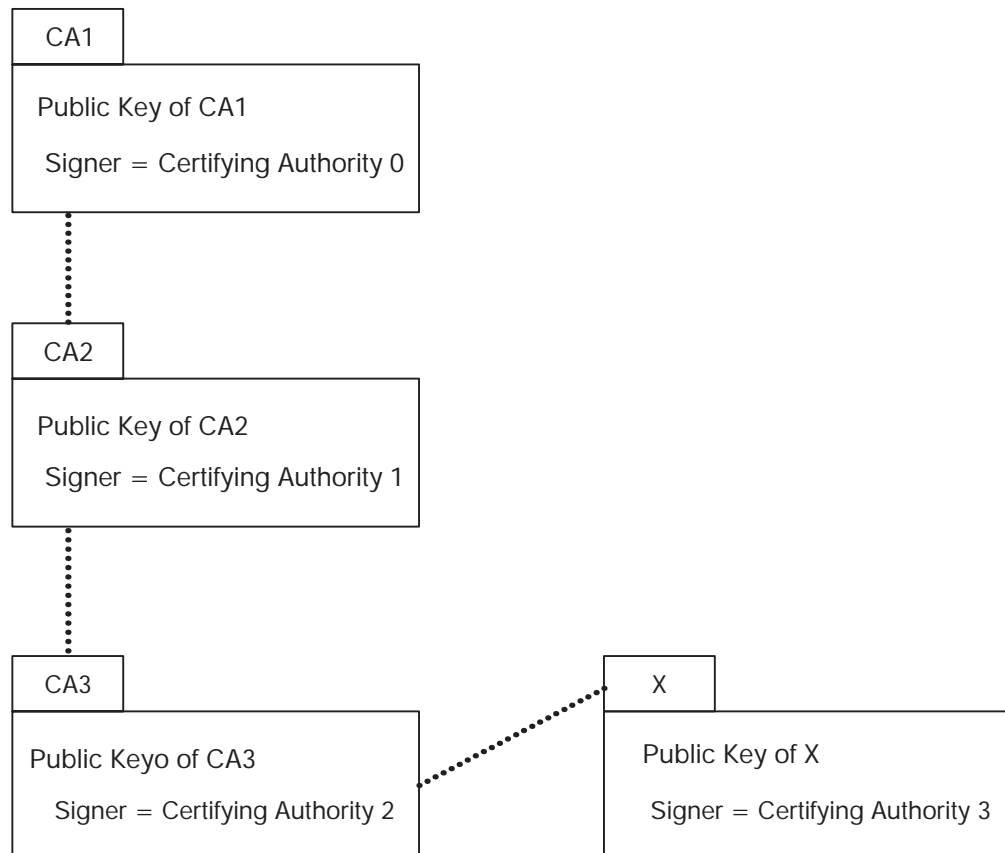 CA1
Public Key of CA1
Signer = Certifying Authority 0
CA2
Public Key of CA2
Signer = Certifying Authority 1
CA3
Public Keyo of CA3
Signer = Certifying Authority 2
X
Public Key of X
Signer = Certifying Authority 3